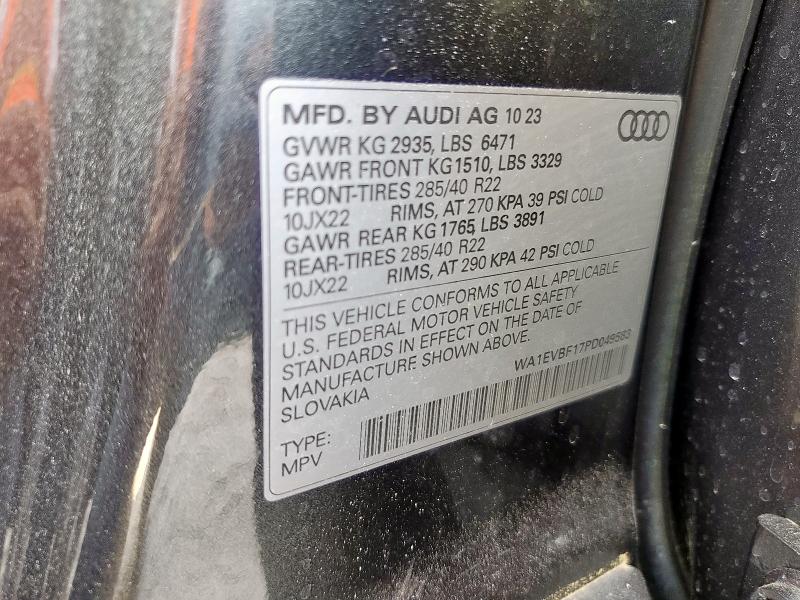 MFD. BY AUDI AG 10 23
GVWR KG 2935, LBS 6471
GAWR FRONT KG 1510, LBS 3329
FRONT-TIRES 285/40 R22
10JX22 RIMS, AT 270 KPA 39 PSI COLD
GAWR REAR KG 1765, LBS 3891
REAR-TIRES 285/40 R22
10JX22 RIMS, AT 290 KPA 42 PSI COLD
THIS VEHICLE CONFORMS TO ALL APPLICABLE
U.S. FEDERAL MOTOR VEHICLE SAFETY
STANDARDS IN EFFECT ON THE DATE OF
MANUFACTURE SHOWN ABOVE.
SLOVAKIA
WA1EVBF17PD049583
TYPE:
MPV